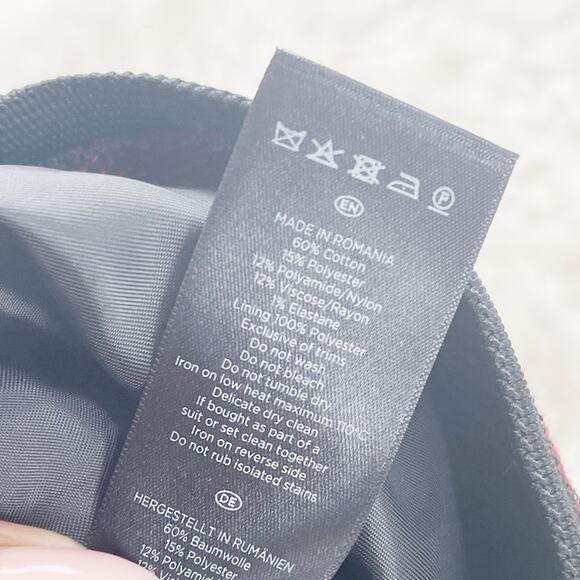 P
EN
MADE IN ROMANIA
60% Cotton
15% Polyester
12% Polyamide/Nylon
12% Viscose/Rayon
1% Elastane
Lining 100% Polyester
Exclusive of trims
Do not wash
Do not bleach
Do not tumble dry
Iron on low heat maximum 110°C
Delicate dry clean
If bought as part of a
suit or set clean together
Iron on reverse side
Do not rub isolated stains
DE
HERGESTELLT IN RUMÄNIEN
60% Baumwolle
15% Polyester
12% Polyamid
12%